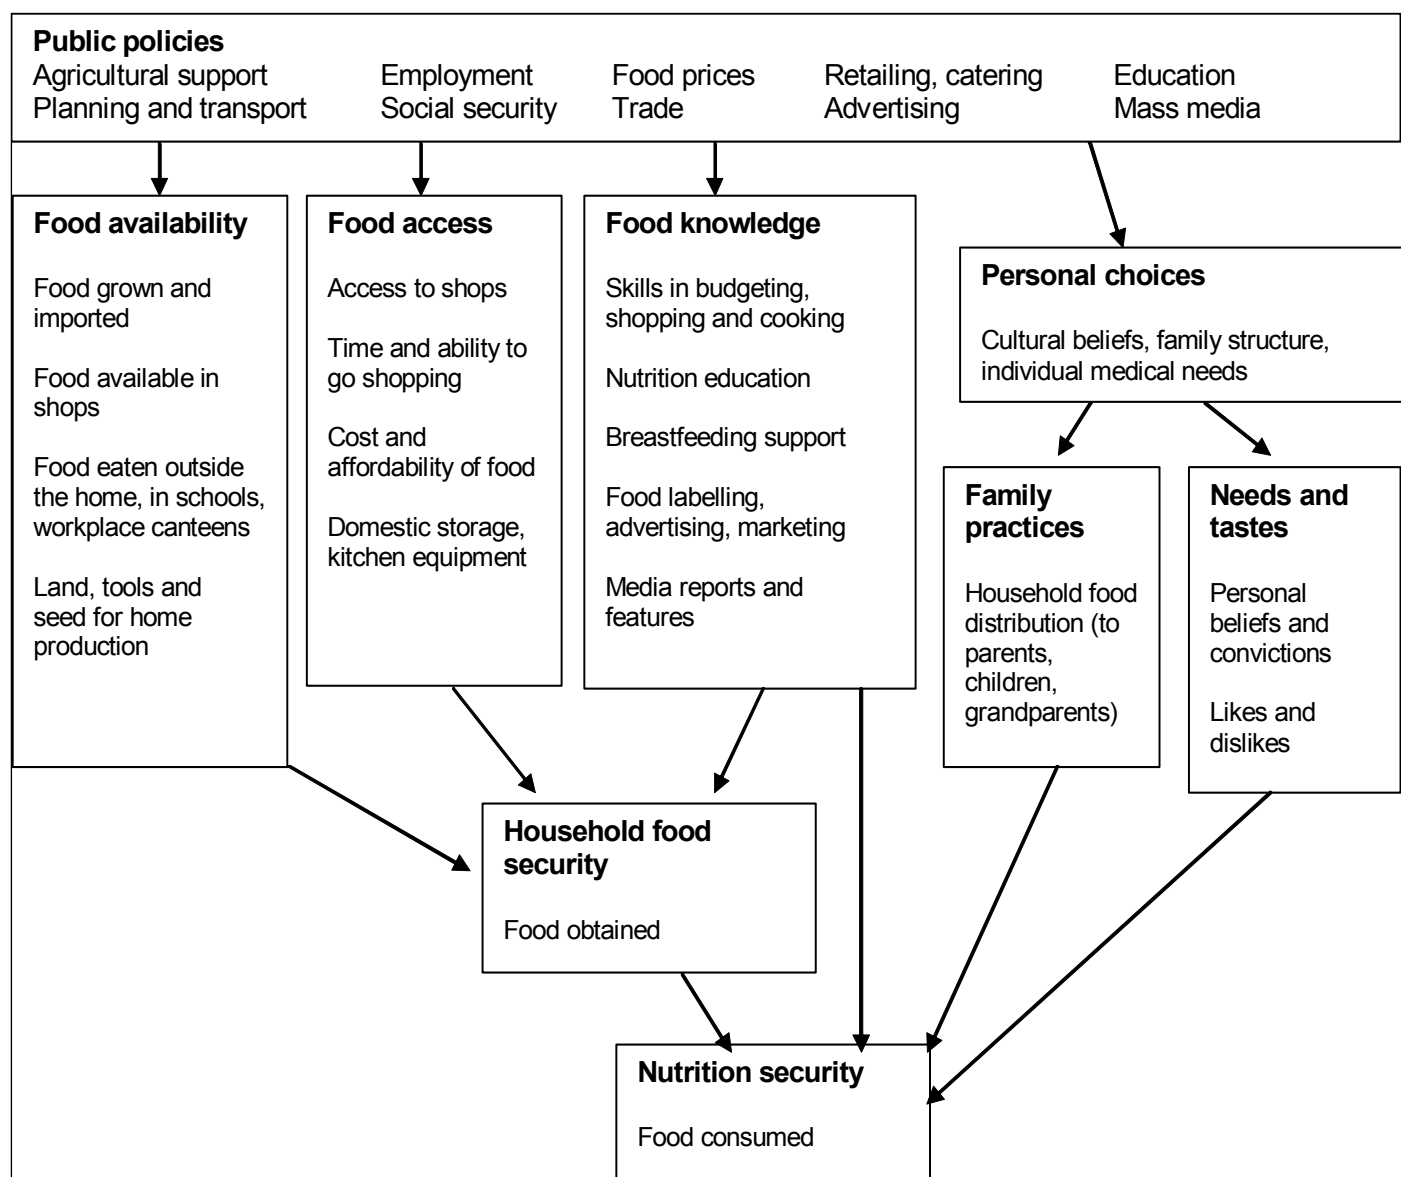 Public policies
Agricultural support Employment Food prices Retailing, catering Education
Planning and transport Social security Trade Advertising Mass media
Food availability
Food grown and
imported
Food available in
shops
Food eaten outside
the home, in schools,
workplace canteens
Land, tools and
seed for home
production
Food access
Access to shops
Time and ability to
go shopping
Cost and
affordability of food
Domestic storage,
kitchen equipment
Food knowledge
Skills in budgeting,
shopping and cooking
Nutrition education
Breastfeeding support
Food labelling,
advertising, marketing
Media reports and
features
Personal choices
Cultural beliefs, family structure,
individual medical needs
Family
practices
Household food
distribution (to
parents,
children,
grandparents)
Needs and
tastes
Personal
beliefs and
convictions
Likes and
dislikes
Household food
security
Food obtained
Nutrition security
Food consumed